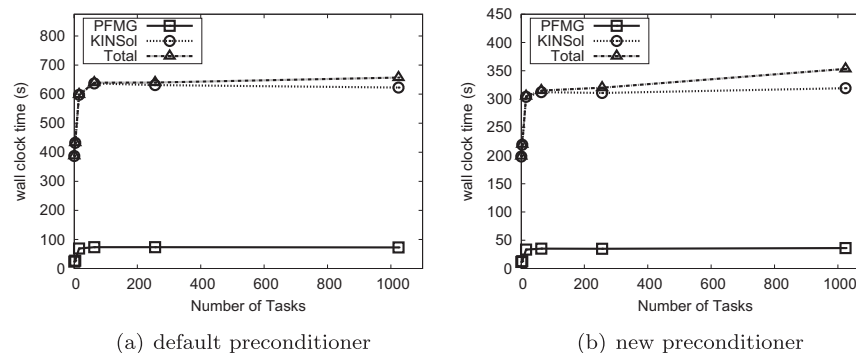 PFMG
KINSol
Total
800
700
600
500
400
300
200
100
0
wall clock time (s)
0 200 400 600 800 1000
Number of Tasks
(a) default preconditioner
PFMG
KINSol
Total
450
400
350
300
250
200
150
100
50
0
wall clock time (s)
0 200 400 600 800 1000
Number of Tasks
(b) new preconditioner